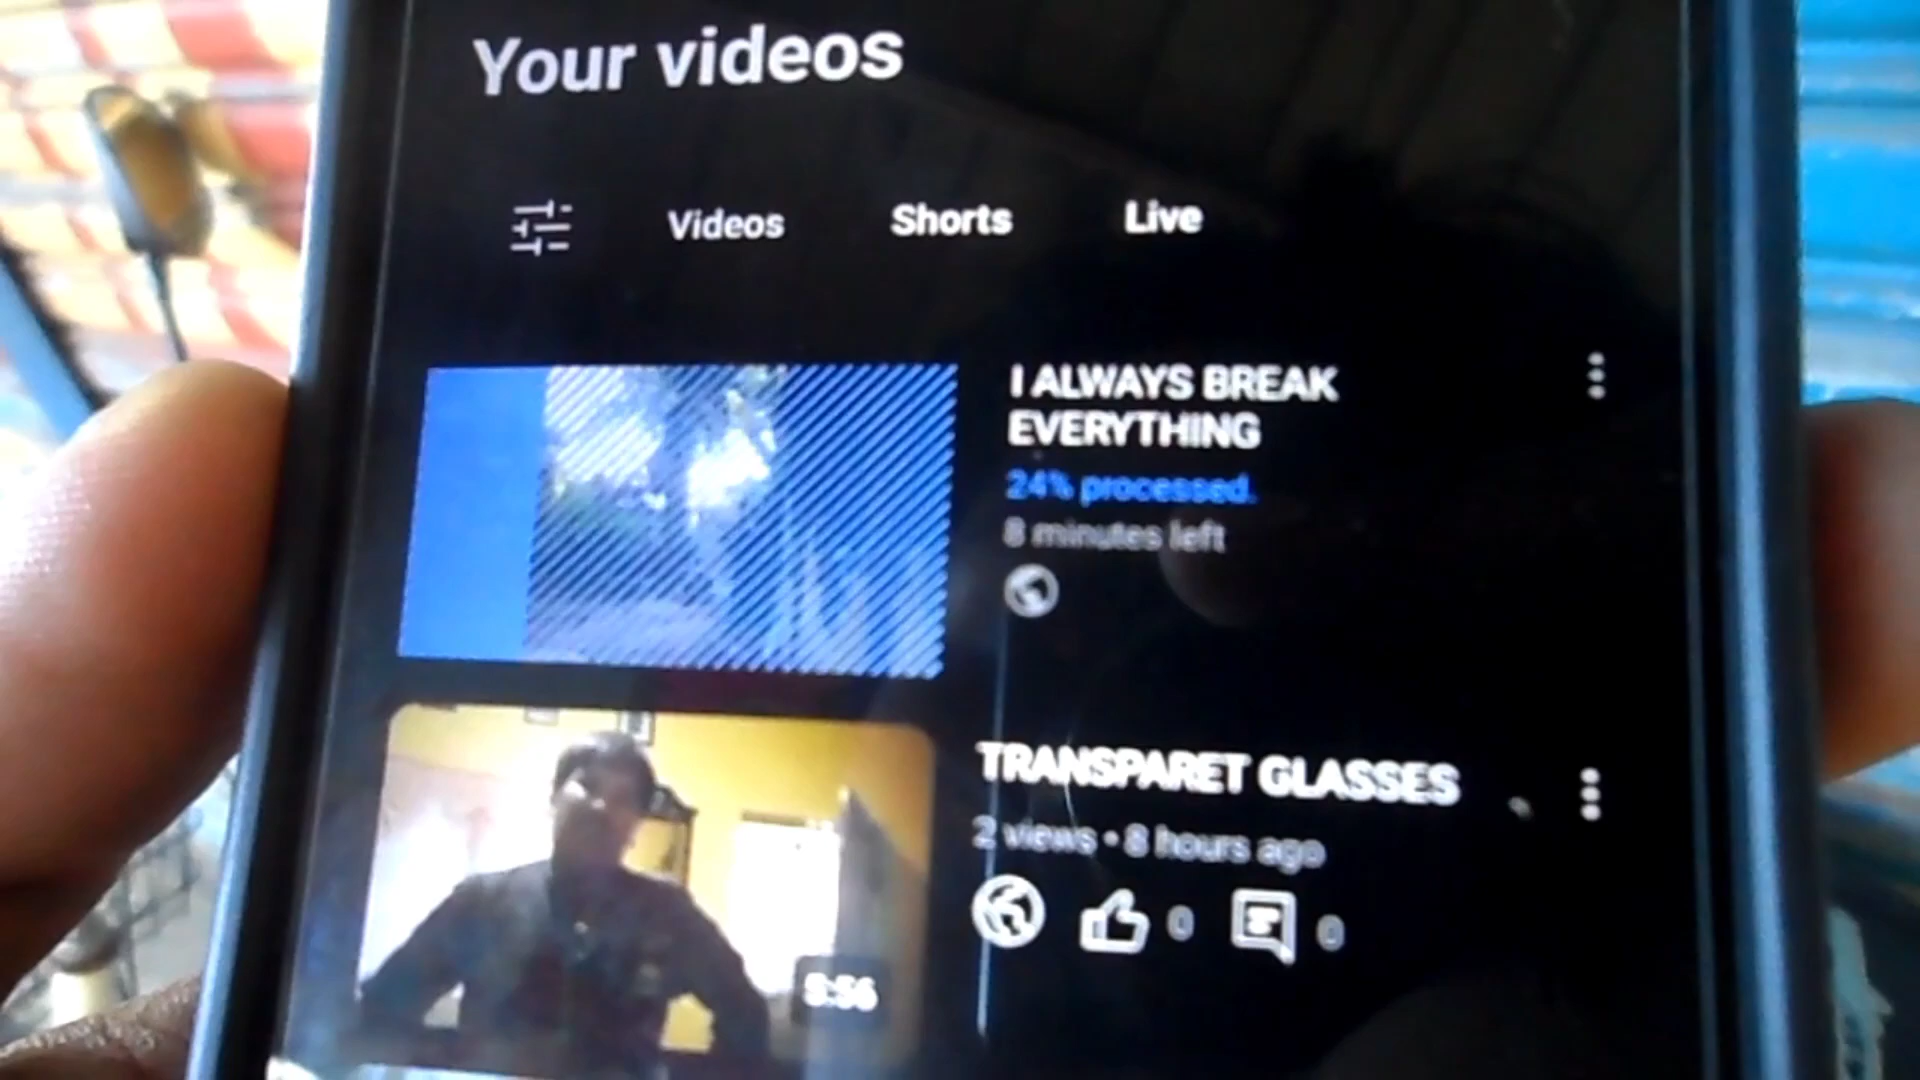 Your videos
Videos Shorts Live
I ALWAYS BREAK
EVERYTHING
24% processed.
8 minutes left
TRANSPARET GLASSES
2 views • 8 hours ago
0 0
5:56